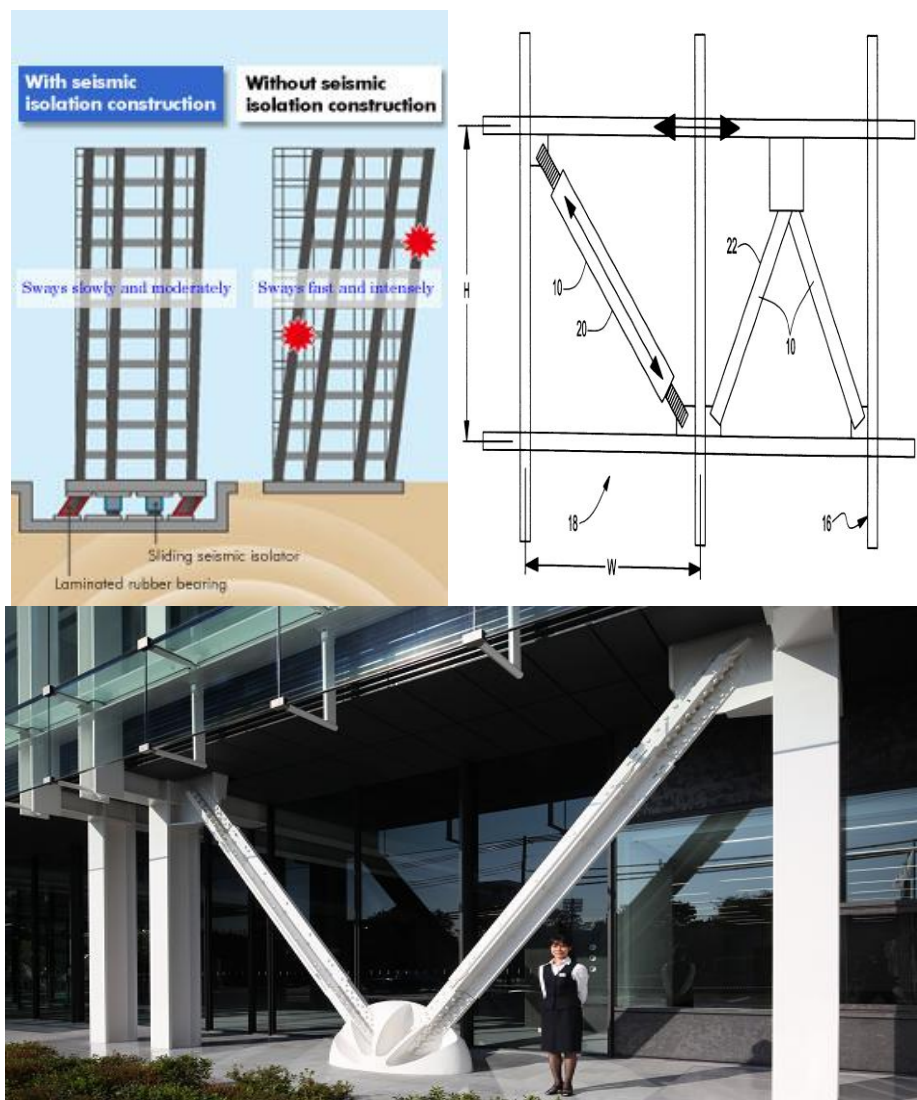 With seismic
isolation construction
Without seismic
isolation construction
Sways slowly and moderately
Sways fast and intensely
Sliding seismic isolator
Laminated rubber bearing
H
10
20
22
10
18
16
W